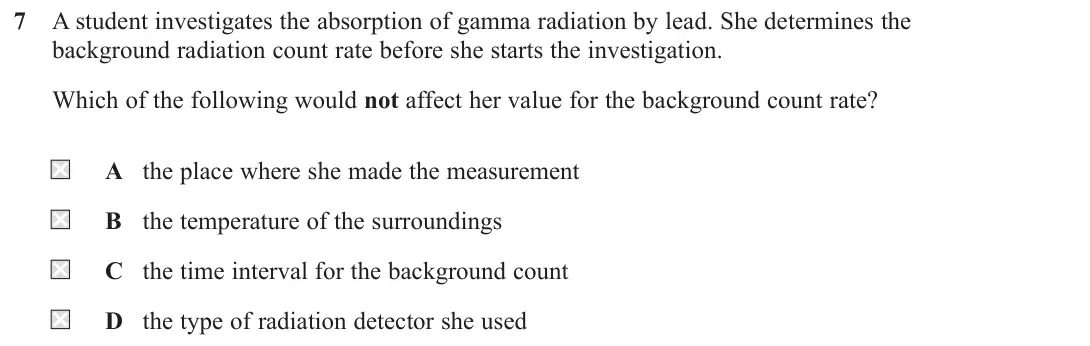 7 A student investigates the absorption of gamma radiation by lead. She determines the
background radiation count rate before she starts the investigation.
Which of the following would not affect her value for the background count rate?
A the place where she made the measurement
B the temperature of the surroundings
C the time interval for the background count
D the type of radiation detector she used